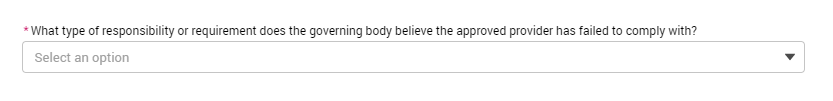 * What type of responsibility or requirement does the governing body believe the approved provider has failed to comply with?
Select an option